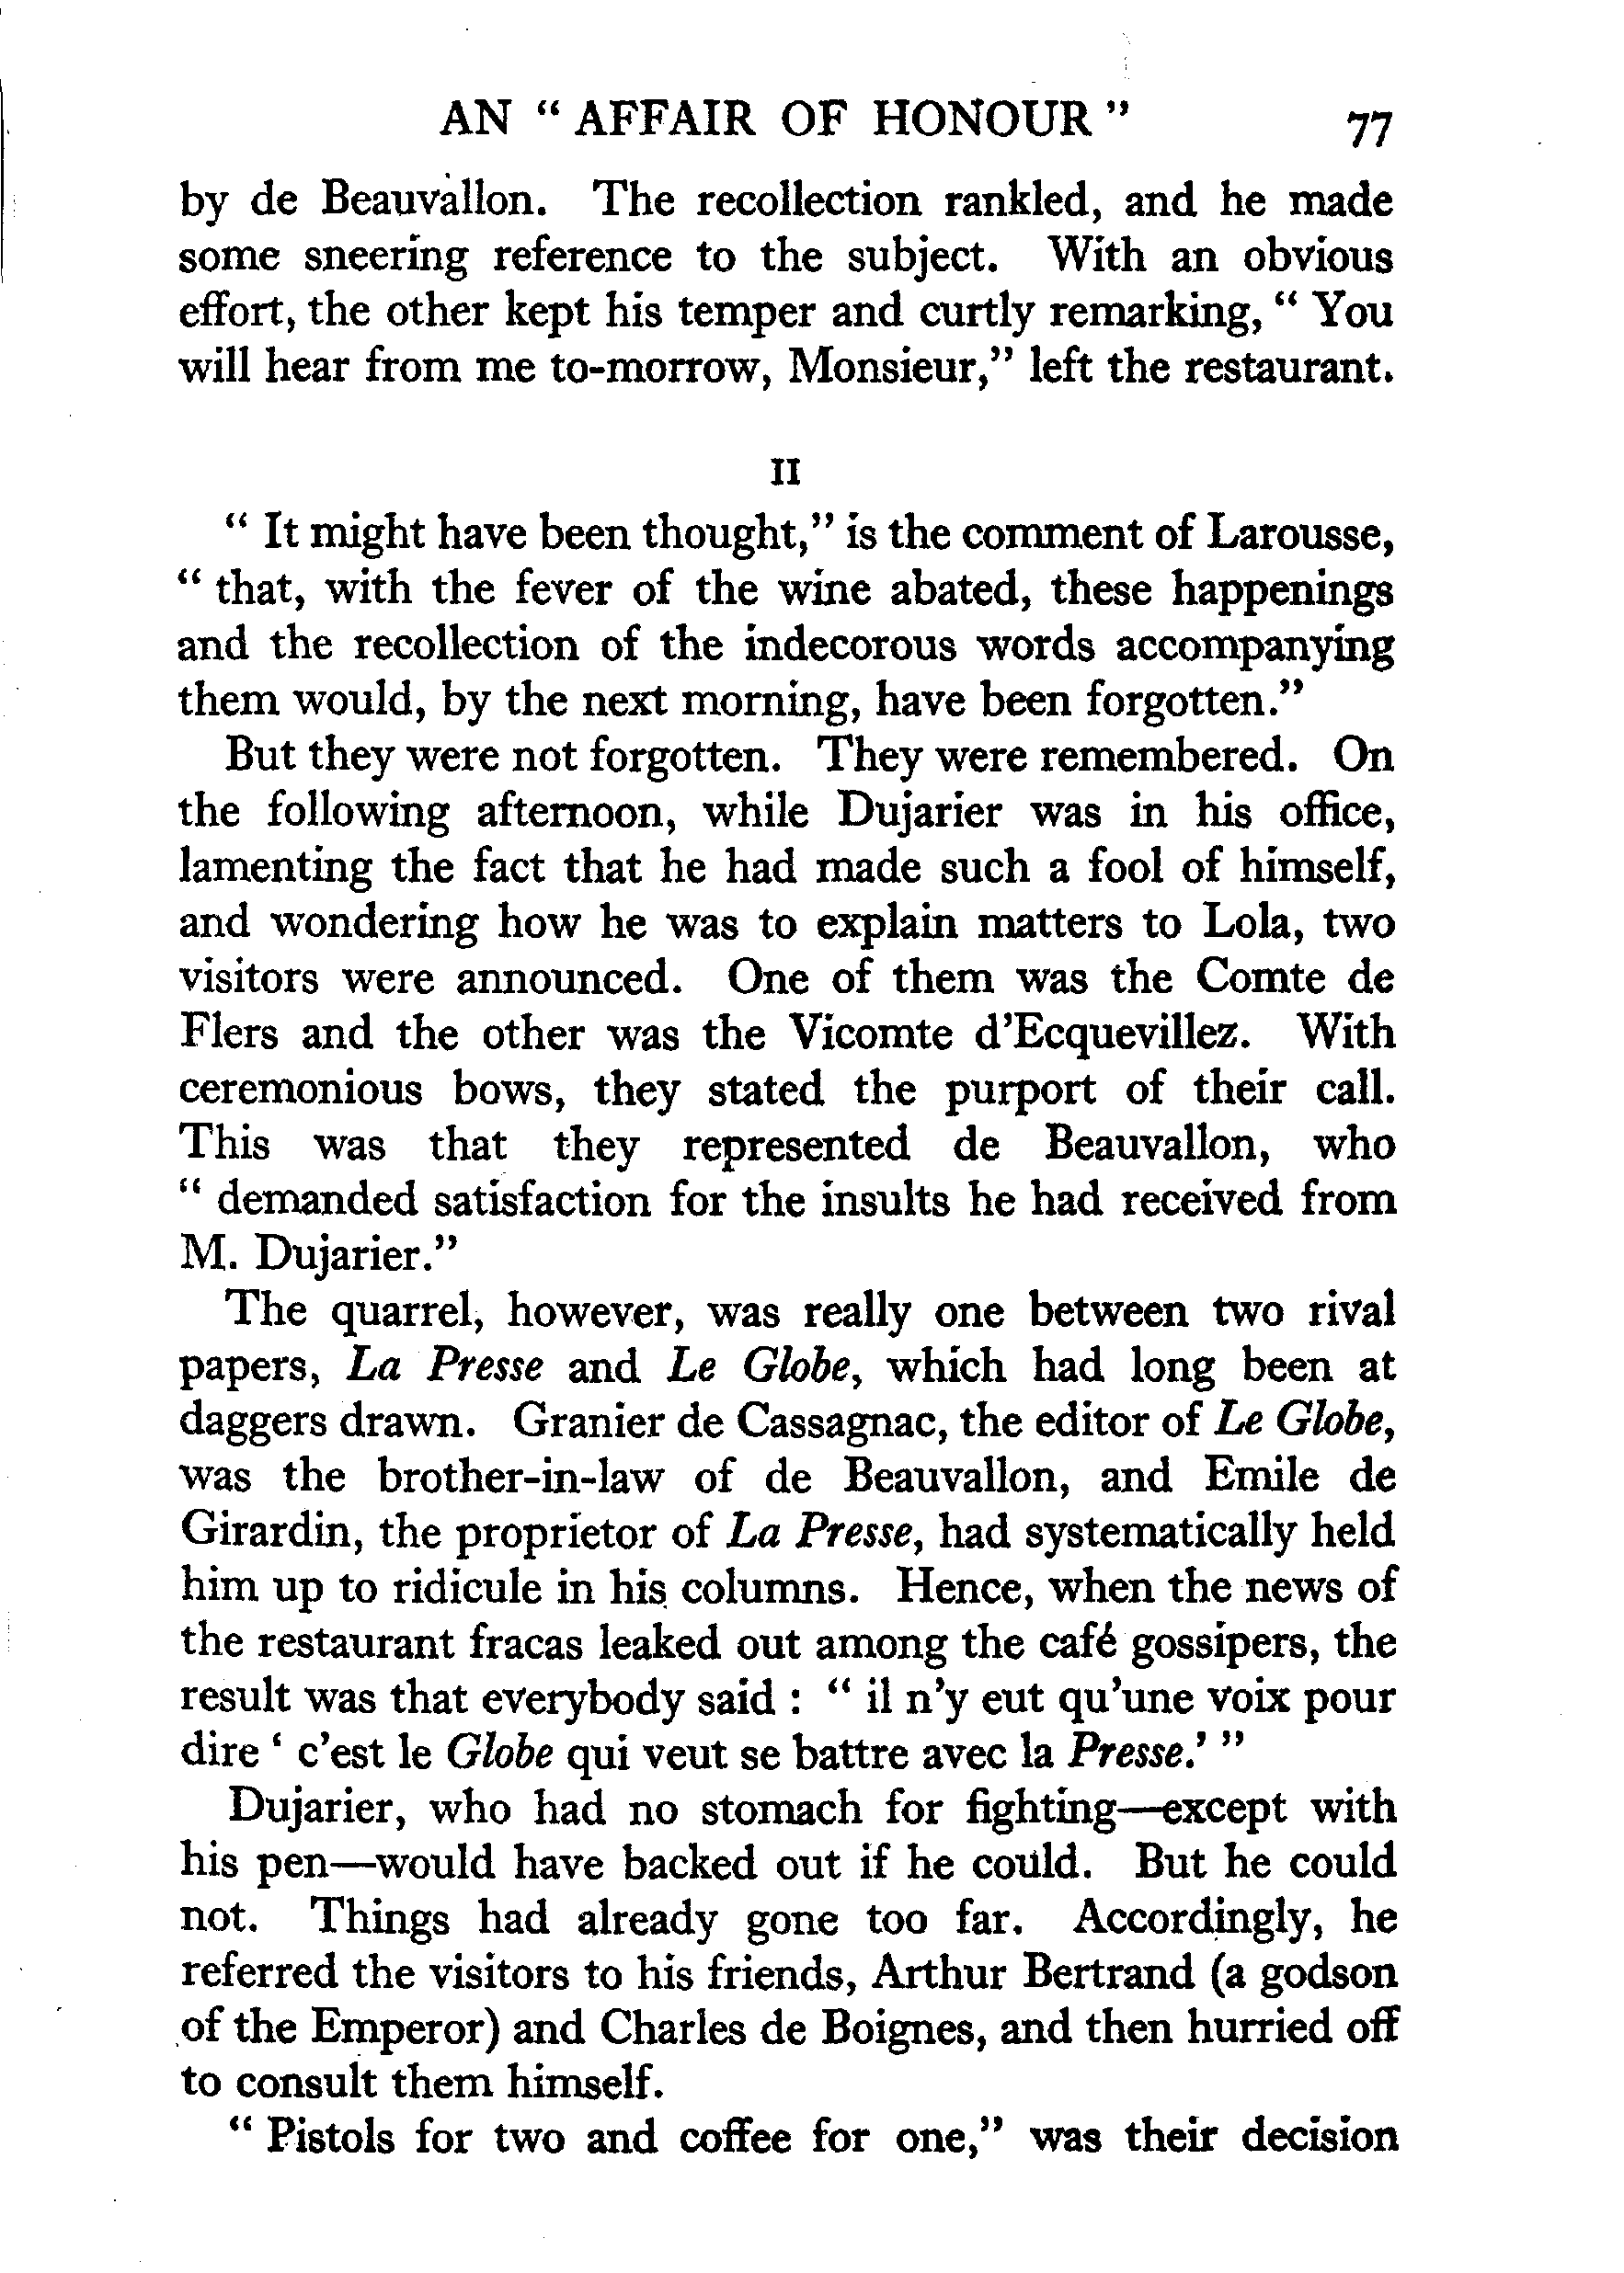 AN " AFFAIR OF HONOUR " 77
by de Beauvallon. The recollection rankled, and he made
some sneering reference to the subject. With an obvious
effort, the other kept his temper and curtly remarking, " You
will hear from me to-morrow, Monsieur," left the restaurant.
II
" It might have been thought," is the comment of Larousse,
" that, with the fever of the wine abated, these happenings
and the recollection of the indecorous words accompanying
them would, by the next morning, have been forgotten."
But they were not forgotten. They were remembered. On
the following afternoon, while Dujarier was in his office,
lamenting the fact that he had made such a fool of himself,
and wondering how he was to explain matters to Lola, two
visitors were announced. One of them was the Comte de
Flers and the other was the Vicomte d'Ecquevillez. With
ceremonious bows, they stated the purport of their call.
This was that they represented de Beauvallon, who
" demanded satisfaction for the insults he had received from
M. Dujarier."
The quarrel, however, was really one between two rival
papers, La Presse and Le Globe, which had long been at
daggers drawn. Granier de Cassagnac, the editor of Le Globe,
was the brother-in-law of de Beauvallon, and Emile de
Girardin, the proprietor of La Presse, had systematically held
him up to ridicule in his columns. Hence, when the news of
the restaurant fracas leaked out among the café gossipers, the
result was that everybody said : " il n'y eut qu'une voix pour
dire ' c'est le Globe qui veut se battre avec la Presse.' "
Dujarier, who had no stomach for fighting—except with
his pen—would have backed out if he could. But he could
not. Things had already gone too far. Accordingly, he
referred the visitors to his friends, Arthur Bertrand (a godson
of the Emperor) and Charles de Boignes, and then hurried off
to consult them himself.
" Pistols for two and coffee for one," was their decision